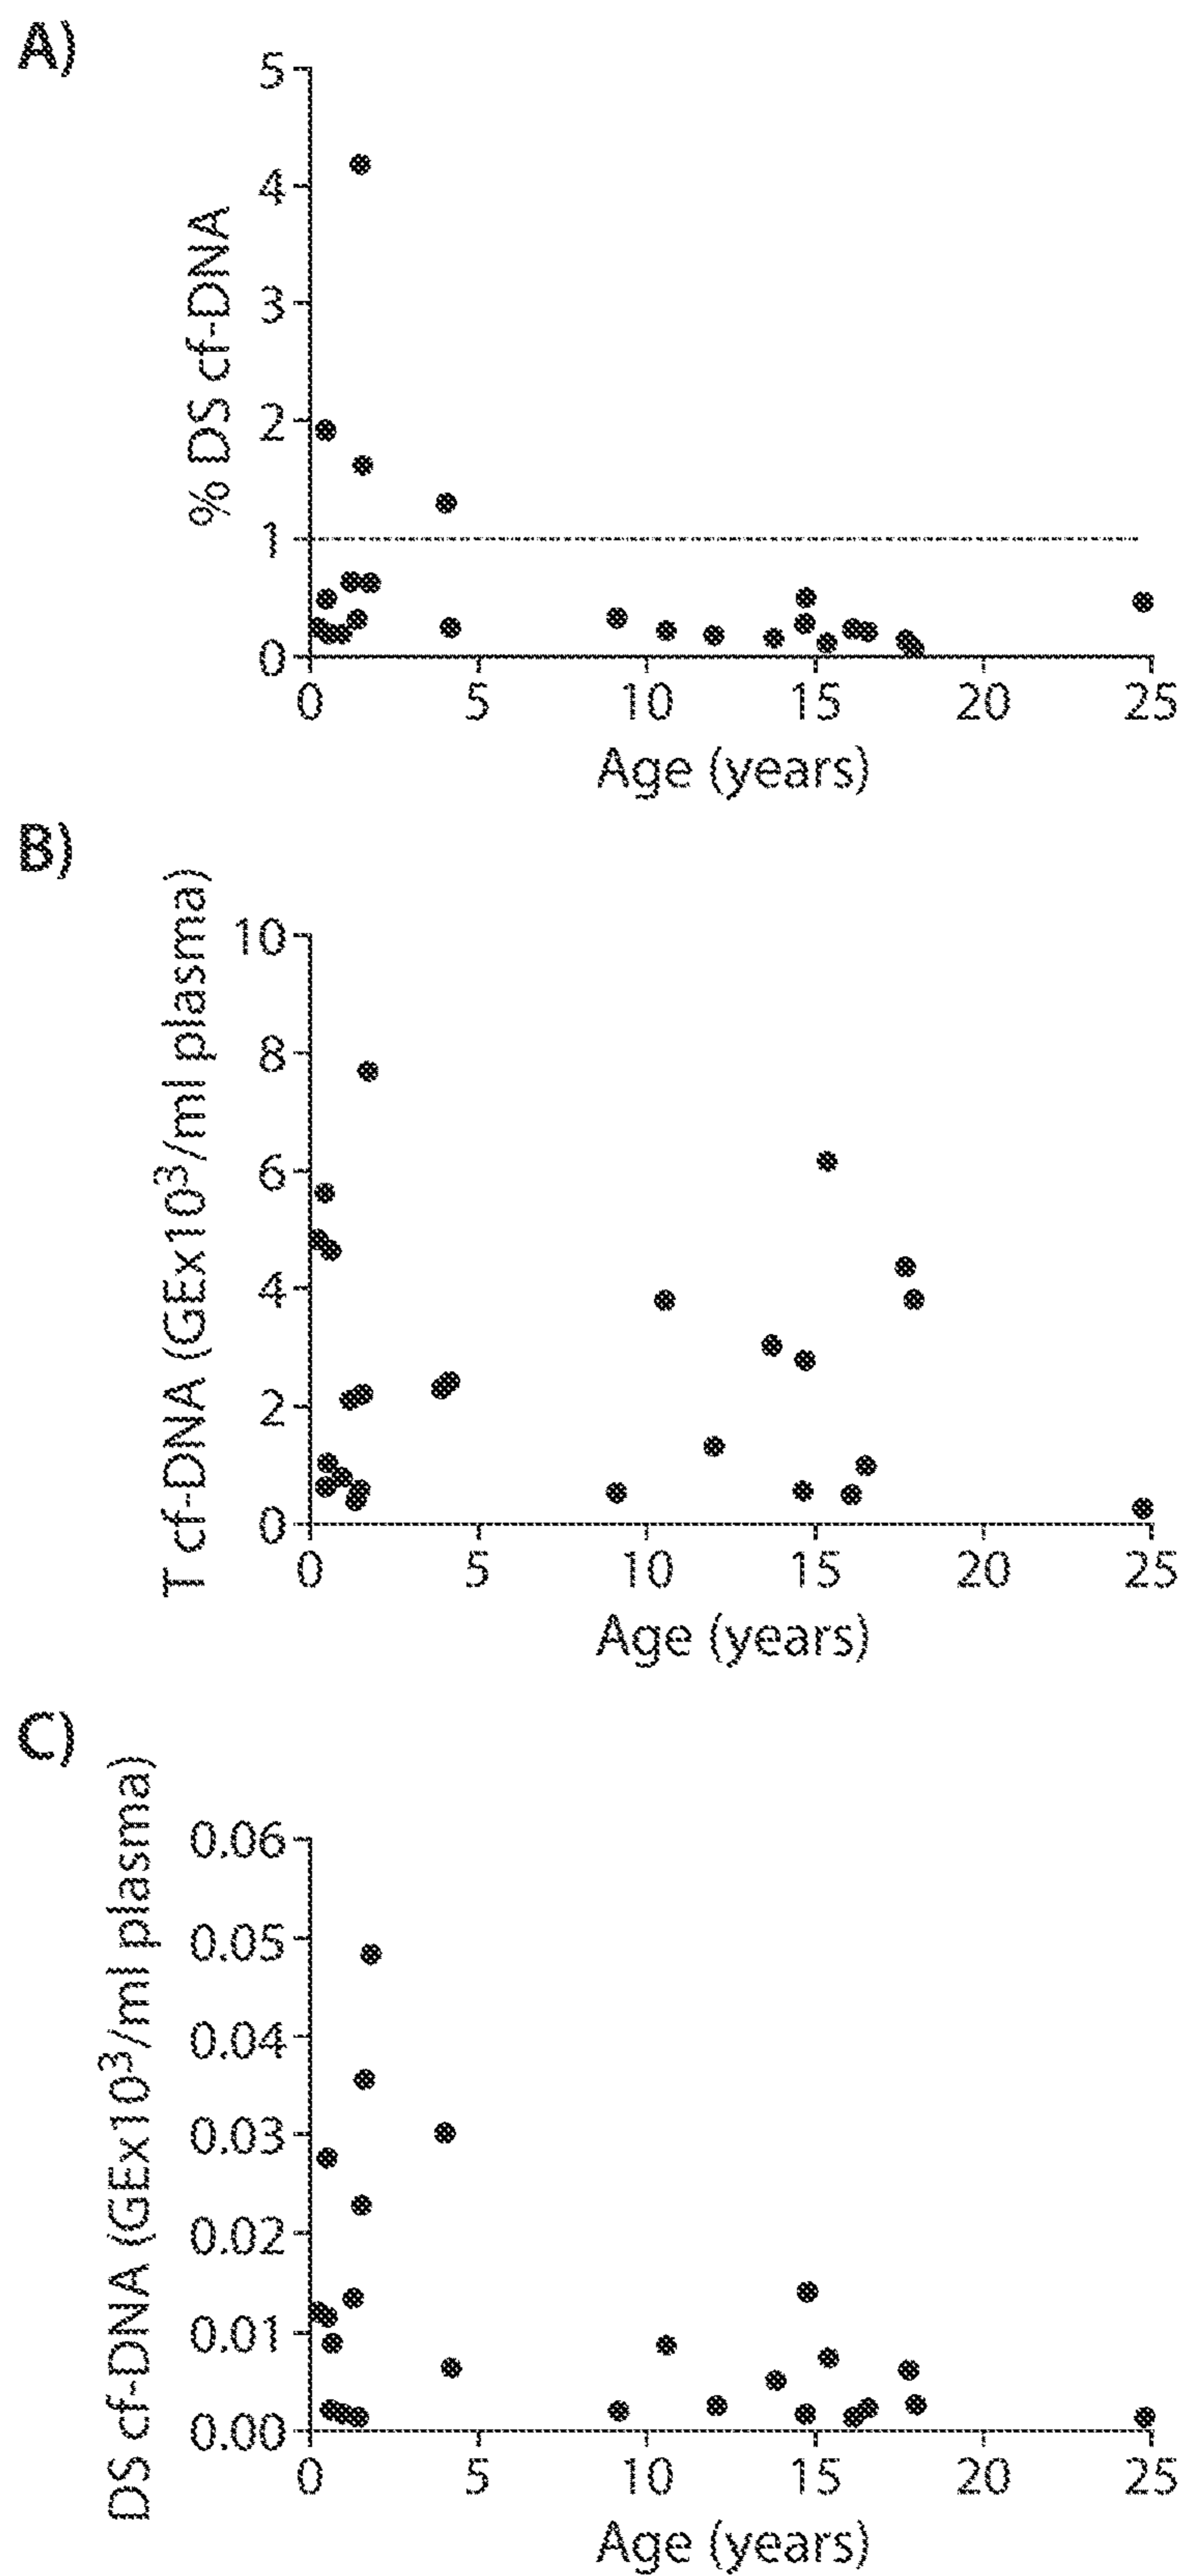 A)
% DS cf-DNA
5
4
3
2
1
0
0 5 10 15 20 25
Age (years)
B)
T cf-DNA (GEx10³/ml plasma)
10
8
6
4
2
0
0 5 10 15 20 25
Age (years)
C)
DS cf-DNA (GEx10³/ml plasma)
0.06
0.05
0.04
0.03
0.02
0.01
0.00
0 5 10 15 20 25
Age (years)